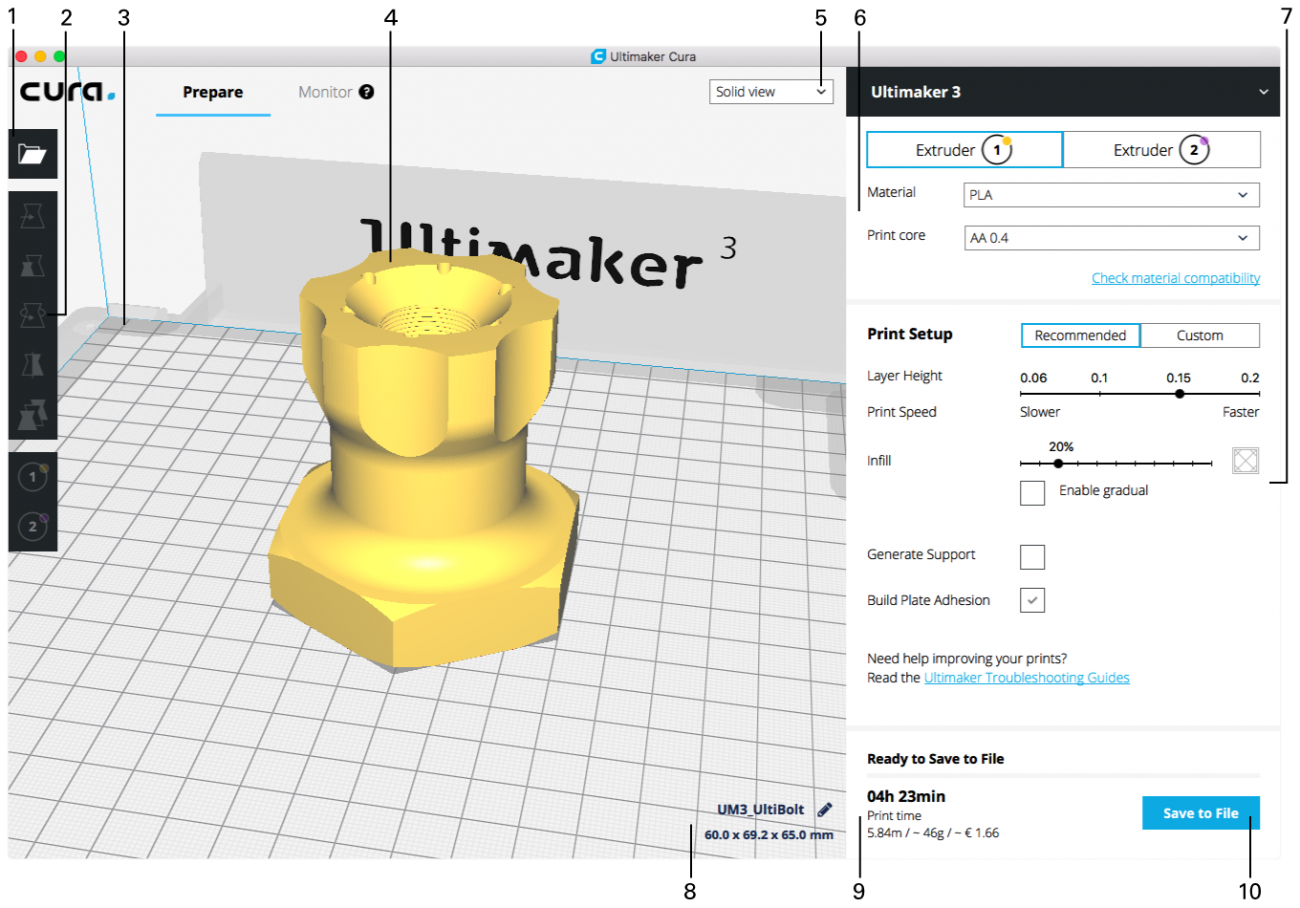 1 2 3 4 5 6 7
Ultimaker Cura
cura.
Prepare
Monitor ?
Solid view
Ultimaker 3
Extruder 1
Extruder 2
Material
PLA
Print core
AA 0.4
Check material compatibility
Ultimaker 3
Print Setup
Recommended
Custom
Layer Height
0.06 0.1 0.15 0.2
Print Speed
Slower
Faster
20%
Infill
Enable gradual
1
2
Generate Support
Build Plate Adhesion
Need help improving your prints?
Read the Ultimaker Troubleshooting Guides
Ready to Save to File
04h 23min
Print time
5.84m / ~ 46g / ~ € 1.66
Save to File
UM3_UltiBolt
60.0 x 69.2 x 65.0 mm
8 9 10